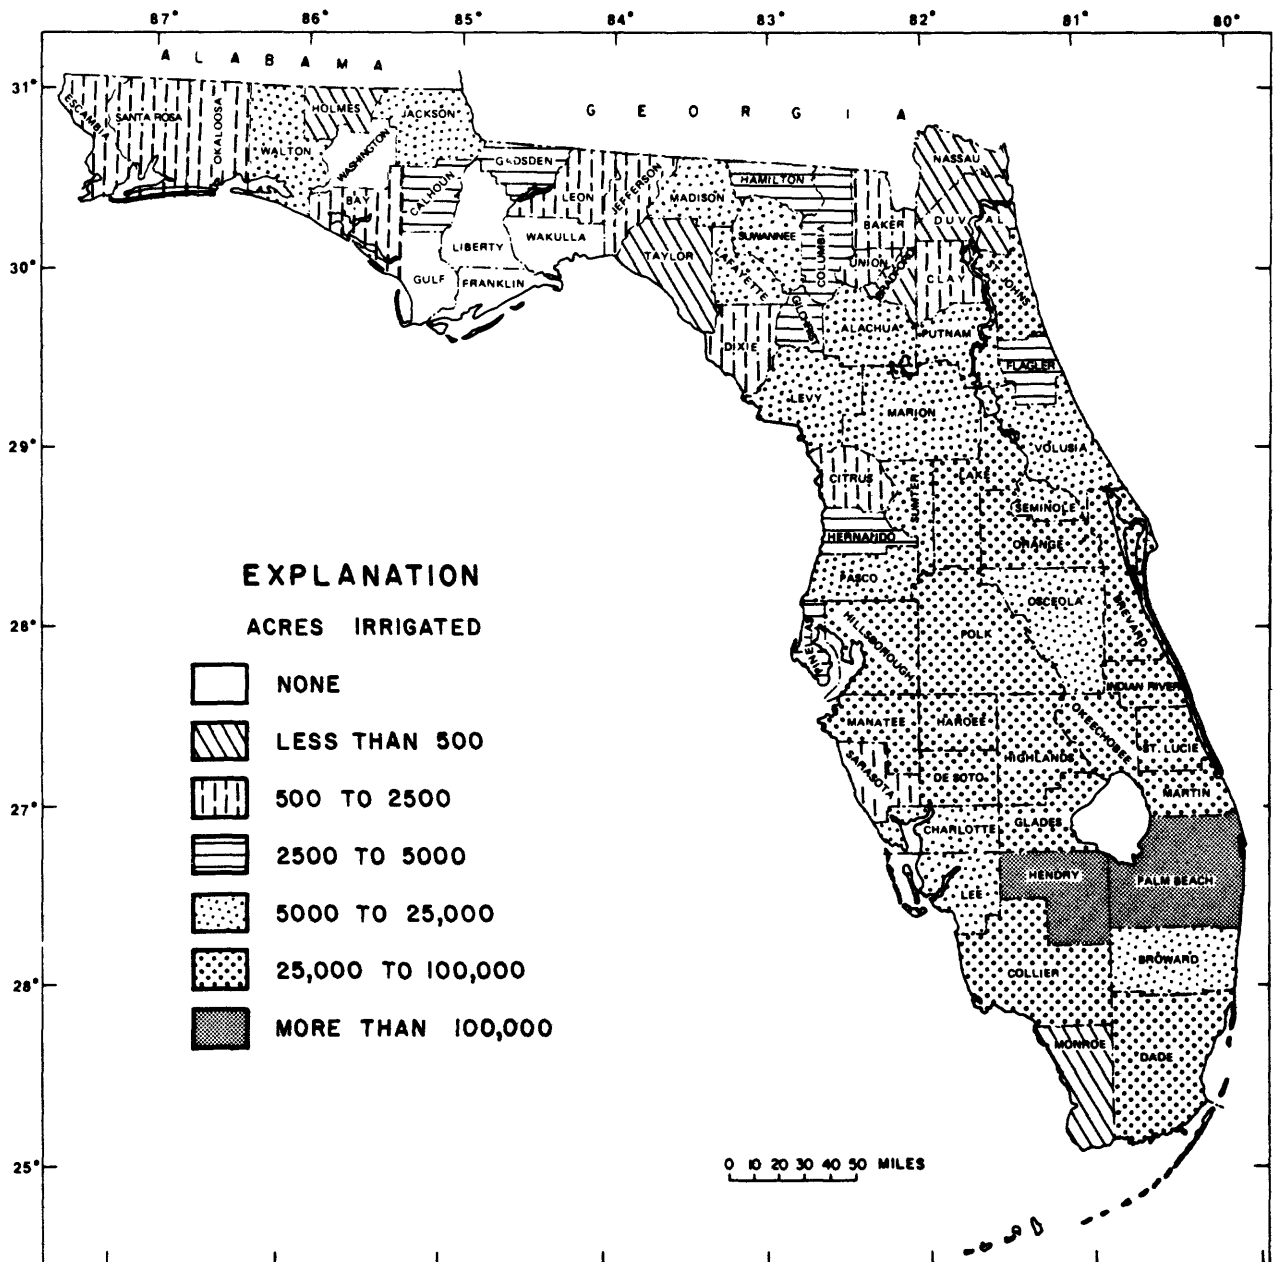 87° 86° 85° 84° 83° 82° 81° 80°
ALABAMA
GEORGIA
31°
30°
29°
28°
27°
28°
25°
ESCAMBIA
SANTA ROSA
OKALOOSA
WALTON
HOLMES
WASHINGTON
JACKSON
BAY
CALHOUN
GULF
LIBERTY
FRANKLIN
GADSDEN
LEON
WAKULLA
JEFFERSON
MADISON
TAYLOR
HAMILTON
SUWANNEE
LAFAYETTE
DIXIE
COLUMBIA
GILCHRIST
BAKER
UNION
BRADFORD
NASSAU
DUVAL
CLAY
ST. JOHNS
ALACHUA
PUTNAM
FLAGLER
LEVY
MARION
VOLUSIA
CITRUS
SUMTER
LAKE
SEMINOLE
HERNANDO
ORANGE
PASCO
OSCEOLA
BREVARD
PINELLAS
HILLSBOROUGH
POLK
INDIAN RIVER
MANATEE
HARDEE
OKEECHOBEE
ST. LUCIE
HIGHLANDS
SARASOTA
DE SOTO
MARTIN
CHARLOTTE
GLADES
LEE
HENDRY
PALM BEACH
COLLIER
BROWARD
MONROE
DADE
EXPLANATION
ACRES IRRIGATED
NONE
LESS THAN 500
500 TO 2500
2500 TO 5000
5000 TO 25,000
25,000 TO 100,000
MORE THAN 100,000
0 10 20 30 40 50 MILES